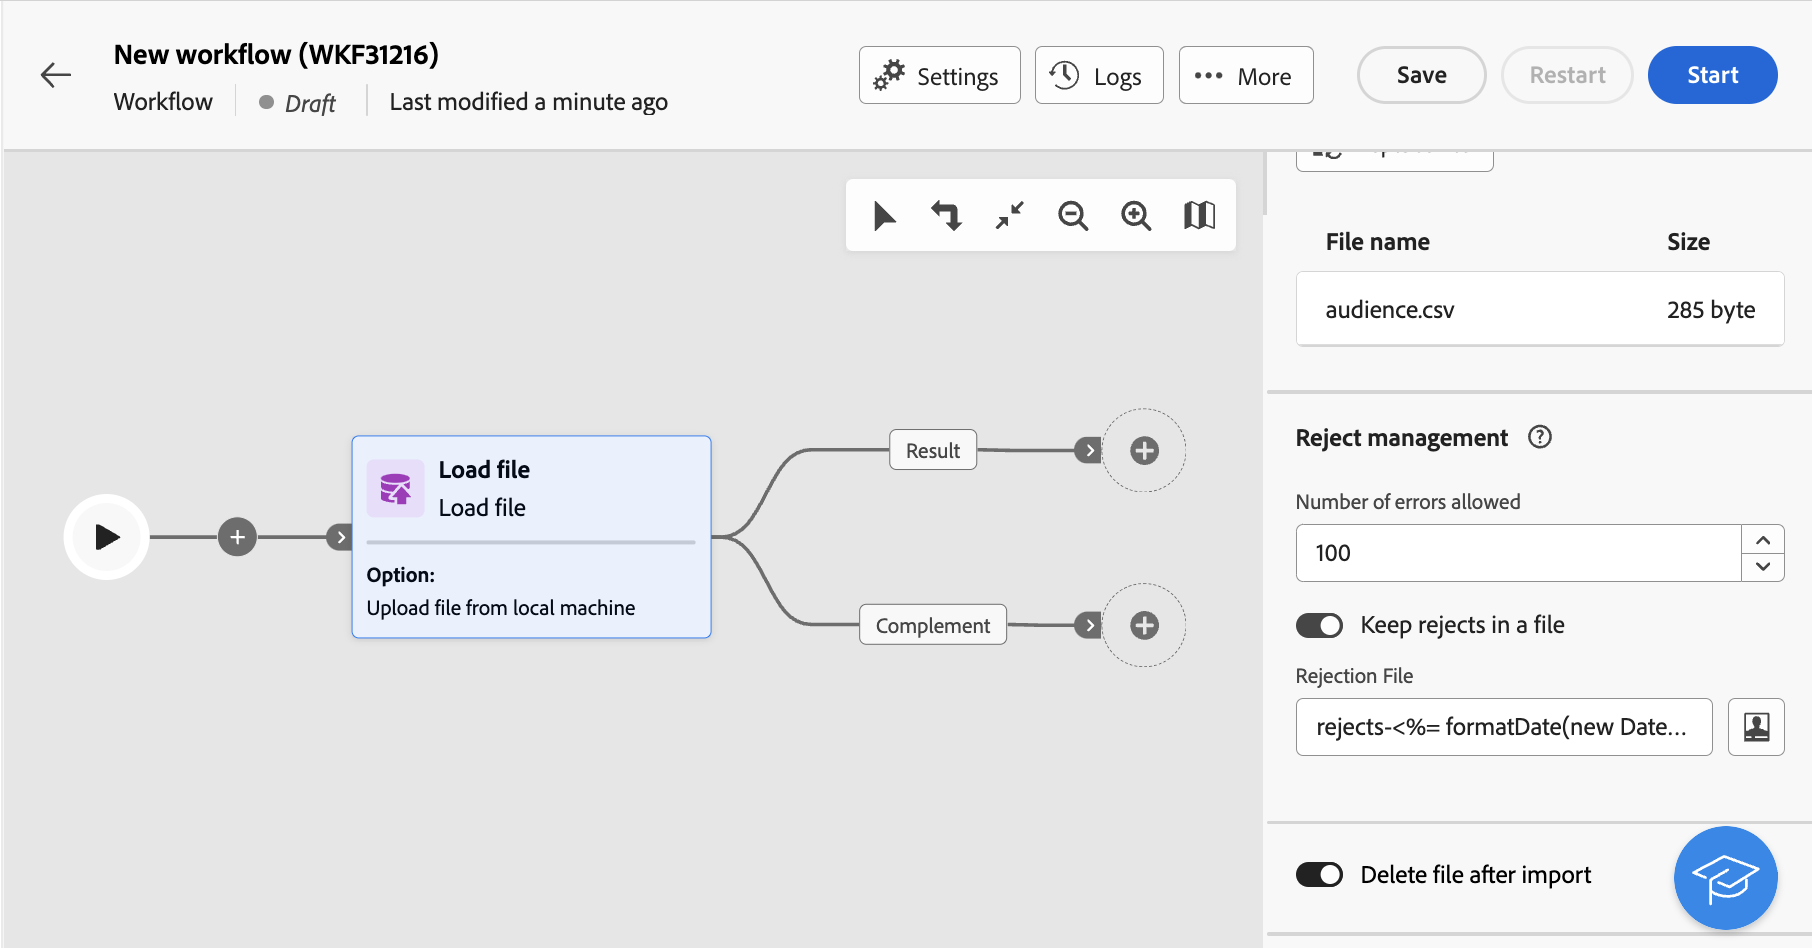 New workflow (WKF31216)
Workflow
Draft
Last modified a minute ago
Settings
Logs
More
Save
Restart
Start
Load file
Load file
Option:
Upload file from local machine
Result
Complement
File name Size
audience.csv 285 byte
Reject management
Number of errors allowed
100
Keep rejects in a file
Rejection File
rejects-<%= formatDate(new Date...
Delete file after import